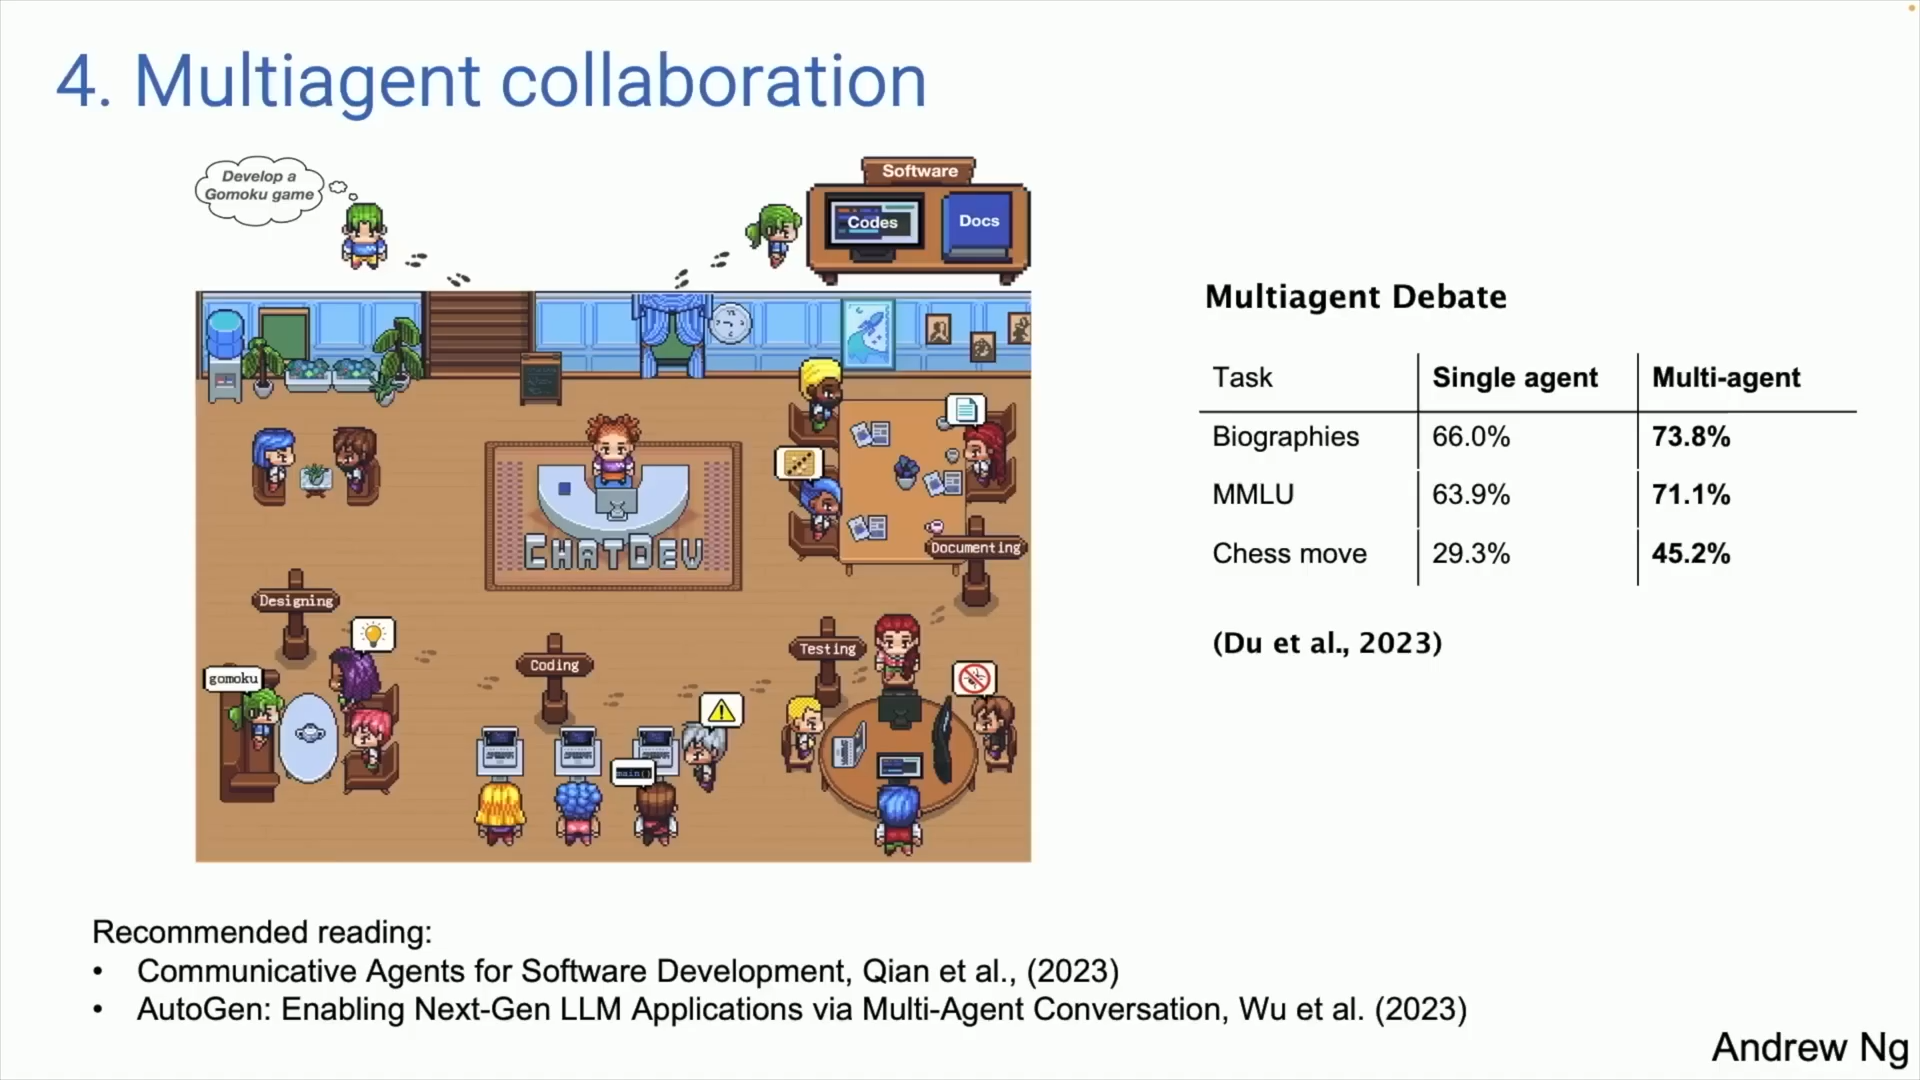 4. Multiagent collaboration
Develop a
Gomoku game
Software
Codes
Docs
CHATDEV
Documenting
Designing
gomoku
Coding
main()
Testing
Multiagent Debate
Task Single agent Multi-agent
Biographies 66.0% 73.8%
MMLU 63.9% 71.1%
Chess move 29.3% 45.2%
(Du et al., 2023)
Recommended reading:
• Communicative Agents for Software Development, Qian et al., (2023)
• AutoGen: Enabling Next-Gen LLM Applications via Multi-Agent Conversation, Wu et al. (2023)
Andrew Ng